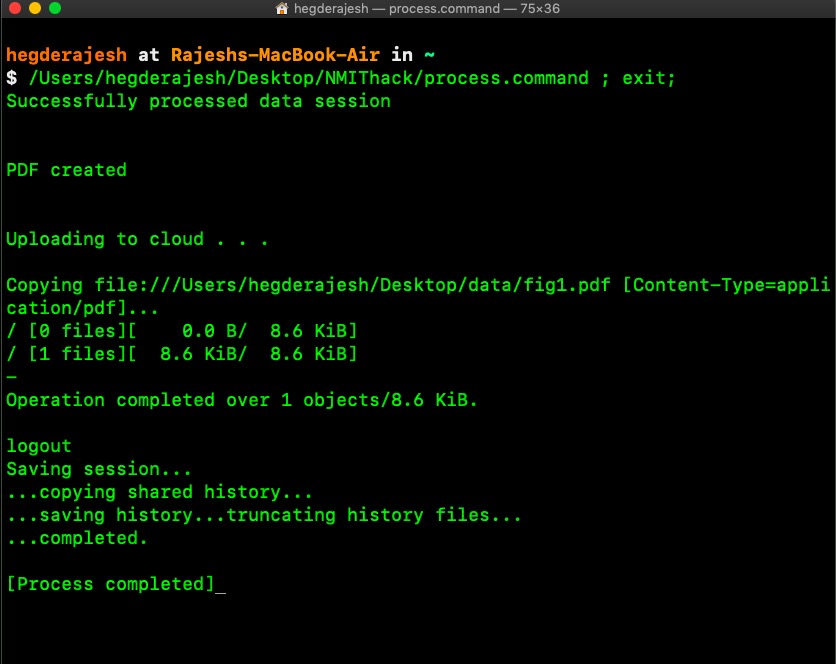 hegderajesh — process.command — 75×36
hegderajesh at Rajeshs-MacBook-Air in ~
$ /Users/hegderajesh/Desktop/NMIThack/process.command ; exit;
Successfully processed data session
PDF created
Uploading to cloud . . .
Copying file:///Users/hegderajesh/Desktop/data/fig1.pdf [Content-Type=appli
cation/pdf]...
/ [0 files][    0.0 B/  8.6 KiB]
/ [1 files][  8.6 KiB/  8.6 KiB]
-
Operation completed over 1 objects/8.6 KiB.
logout
Saving session...
...copying shared history...
...saving history...truncating history files...
...completed.
[Process completed]